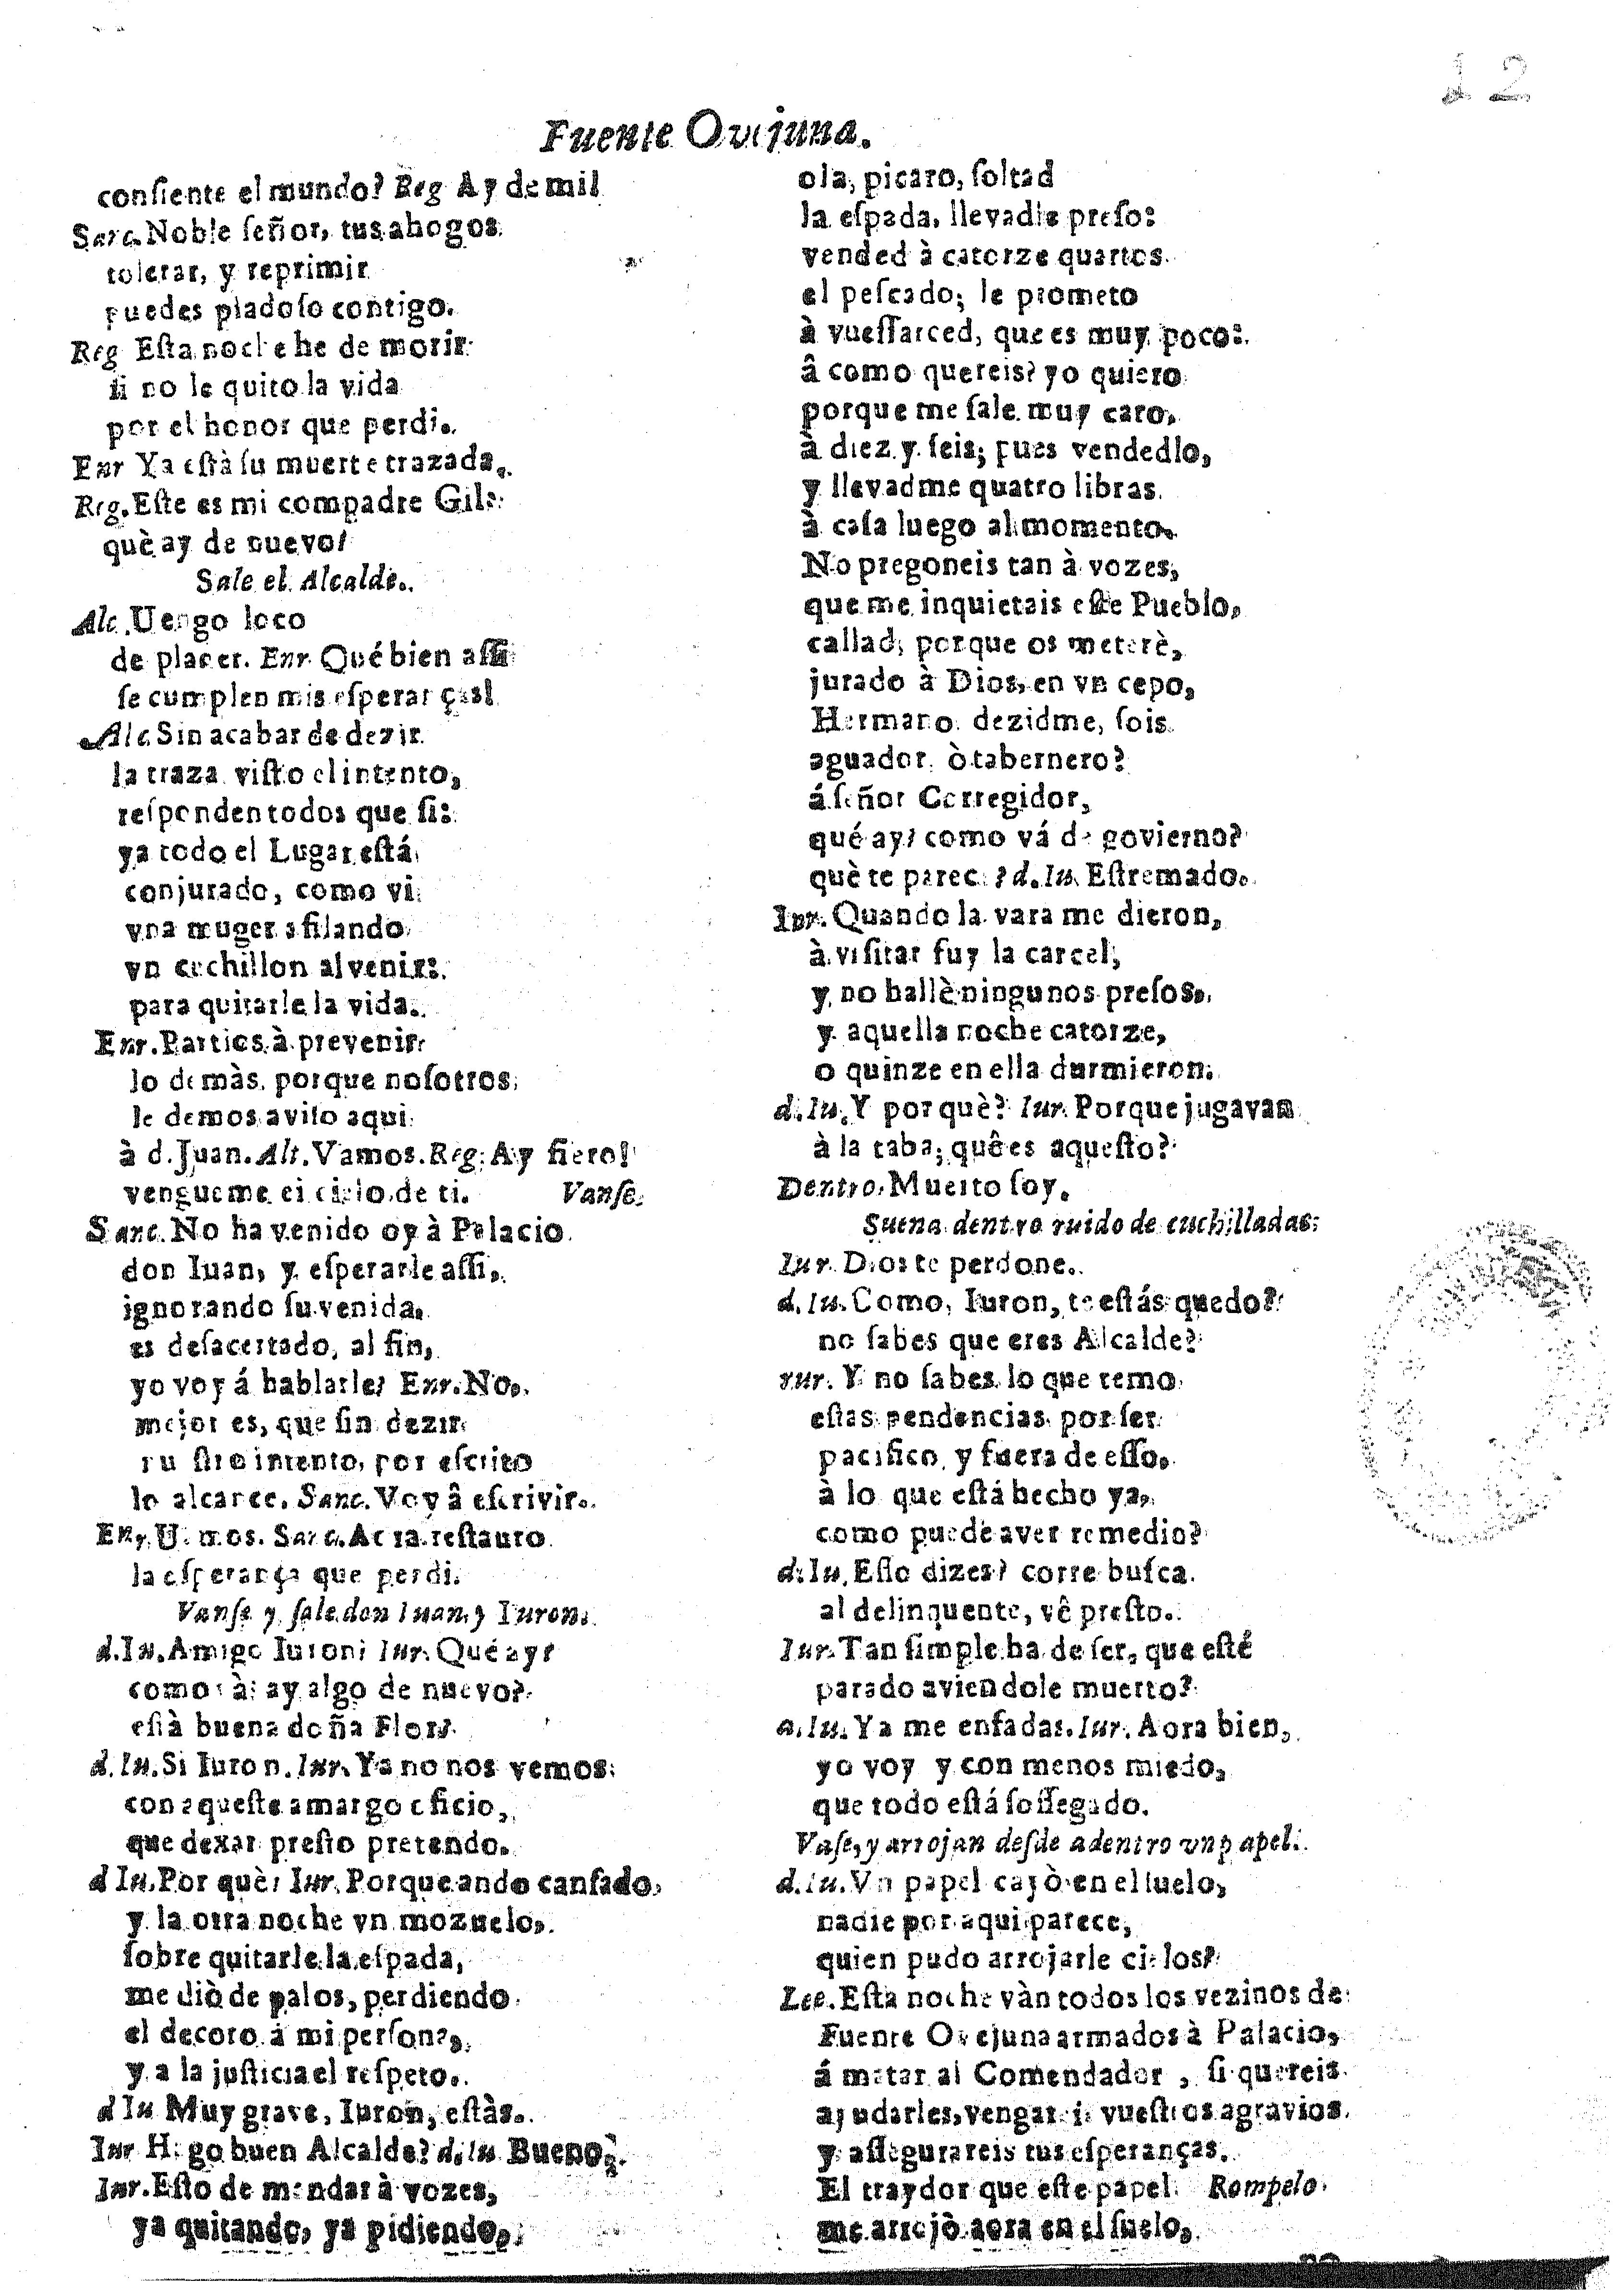 12
Fuente Ovejuna.
consiente el mundo? Reg Ay de mi!
Sanc. Noble señor, tus ahogos
tolerar, y reprimir
puedes piadoso contigo.
Reg Esta noche he de morir
si no le quito la vida
por el honor que perdi.
Enr Ya està su muerte trazada.
Reg. Este es mi compadre Gil:
què ay de nuevo?
Sale el Alcalde.
Alc. Uengo loco
de placer. Enr. Qué bien assi
se cumplen mis esperanças!
Alc. Sin acabar de dezir
la traza visto el intento,
responden todos que si:
ya todo el Lugar está
conjurado, como vi
vna muger afilando
vn cuchillon al venir:
para quitarle la vida.
Enr. Partios à prevenir
lo demàs, porque nosotros
le demos aviso aqui
à d. Juan. Alc. Vamos. Reg. Ay fiero!
vengueme el cielo de ti. Vanse.
Sanc. No ha venido oy à Palacio
don Iuan, y esperarle assi,
ignorando su venida,
es desacertado, al fin,
yo voy á hablarle? Enr. No,
mejor es, que sin dezir
nuestro intento, por escrito
lo alcance. Sanc. Voy â escrivir.
Enr. Uamos. Sanc. Aora restauro
la esperança que perdi.
Vanse y sale don Iuan, y Iuron.
d. Iu. Amigo Iuron? Iur. Qué ay?
como và? ay algo de nuevo?
està buena doña Flor?
d. Iu. Si Iuron. Iur. Ya no nos vemos
con aqueste amargo oficio,
que dexar presto pretendo.
d Iu. Por què? Iur. Porque ando cansado,
y la otra noche vn mozuelo,
sobre quitarle la espada,
me diò de palos, perdiendo
el decoro á mi persona,
y a la justicia el respeto.
d Iu Muy grave, Iuron, estàs.
Iur Hago buen Alcalde? d. Iu. Bueno.
Iur. Esto de mandar à vozes,
ya quitando, ya pidiendo,
ola, picaro, soltad
la espada, llevadle preso:
vended à catorze quartos
el pescado; le prometo
à vuessarced, que es muy poco:
â como quereis? yo quiero
porque me sale muy caro,
à diez y seis; pues vendedlo,
y llevadme quatro libras
à casa luego al momento.
No pregoneis tan à vozes,
que me inquietais este Pueblo,
callad, porque os meterè,
jurado à Dios, en vn cepo,
Hermano dezidme, sois
aguador, ò tabernero?
á señor Corregidor,
qué ay? como vá de govierno?
què te parece? d. Iu. Estremado.
Iur. Quando la vara me dieron,
à visitar fuy la carcel,
y no hallè ningunos presos,
y aquella noche catorze,
o quinze en ella durmieron.
d. Iu. Y por què? Iur. Porque jugavan
à la taba; què es aquesto?
Dentro. Muerto soy.
Suena dentro ruido de cuchilladas:
Iur. Dios te perdone.
d. Iu. Como, Iuron, te estás quedo?
no sabes que eres Alcalde?
Iur. Y no sabes lo que temo
estas pendencias por ser
pacifico, y fuera de esso,
à lo que está hecho ya,
como puede aver remedio?
d. Iu. Esso dizes? corre busca
al delinquente, vê presto.
Iur. Tan simple ha de ser, que esté
parado aviendole muerto?
d. Iu. Ya me enfadas. Iur. Aora bien,
yo voy y con menos miedo,
que todo está sossegado.
Vase, y arrojan desde adentro vn papel.
d. Iu. Vn papel cayò en el suelo,
nadie por aqui parece,
quien pudo arrojarle cielos?
Lee. Esta noche vàn todos los vezinos de
Fuente Ovejuna armados à Palacio,
á matar al Comendador, si quereis
ayudarles, vengareis vuestros agravios
y assegurareis tus esperanças.
El traydor que este papel Rompelo.
me arrojò aora en el suelo,